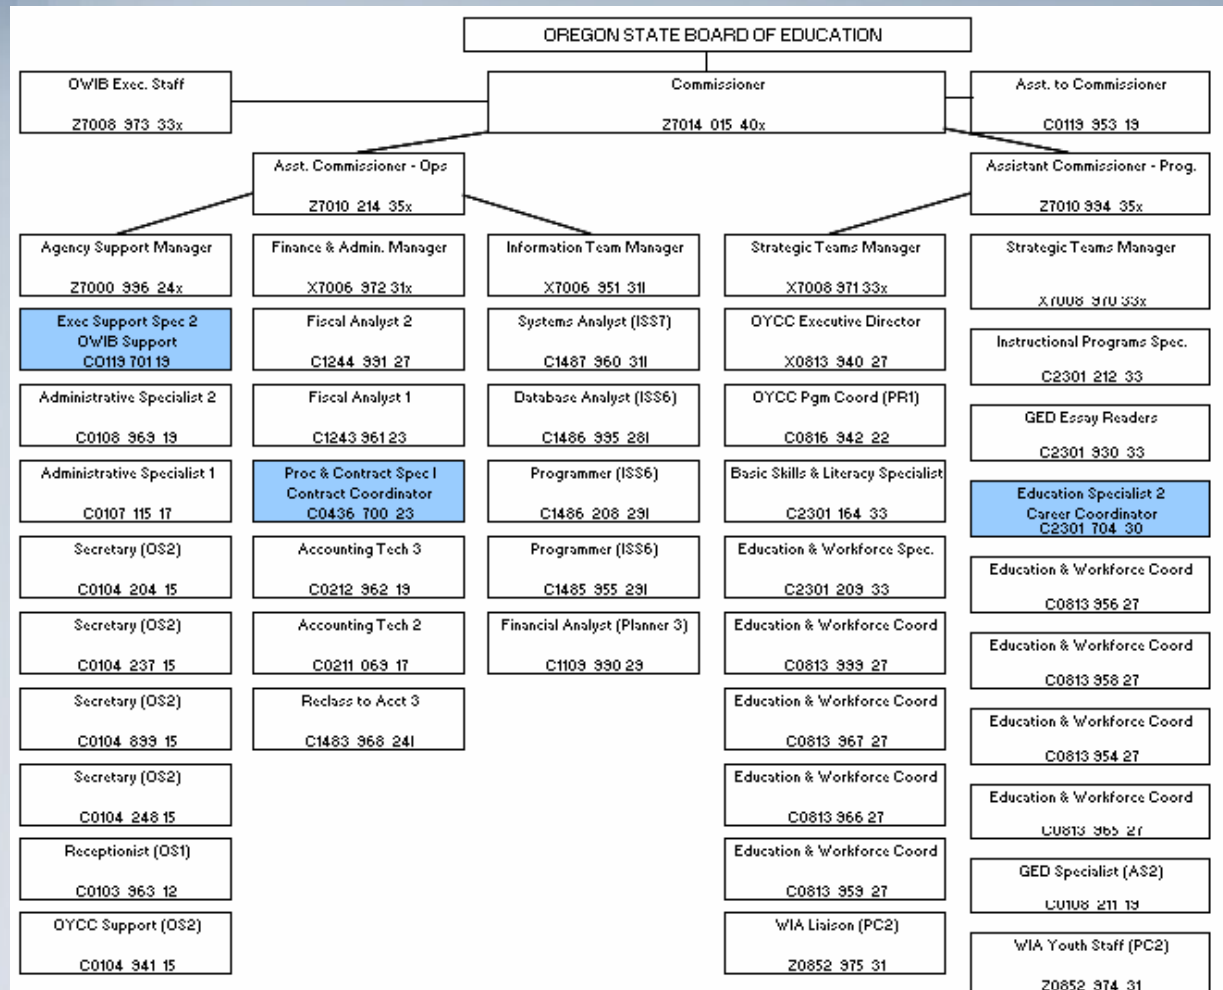 OREGON STATE BOARD OF EDUCATION
OWIB Exec. Staff
Z7008 973 33x
Commissioner
Z7014 015 40x
Asst. to Commissioner
C0119 953 19
Asst. Commissioner - Ops
Z7010 214 35x
Assistant Commissioner - Prog.
Z7010 994 35x
Agency Support Manager
Z7000 996 24x
Exec Support Spec 2
OWIB Support
CO119 701 19
Administrative Specialist 2
C0108 969 19
Administrative Specialist 1
C0107 115 17
Secretary (OS2)
C0104 204 15
Secretary (OS2)
C0104 237 15
Secretary (OS2)
C0104 899 15
Secretary (OS2)
C0104 248 15
Receptionist (OS1)
C0103 963 12
OYCC Support (OS2)
C0104 941 15
Finance & Admin. Manager
X7006 972 31x
Fiscal Analyst 2
C1244 991 27
Fiscal Analyst 1
C1243 961 23
Proc & Contract Spec I
Contract Coordinator
C0436 700 23
Accounting Tech 3
C0212 962 19
Accounting Tech 2
C0211 069 17
Reclass to Acct 3
C1483 968 24I
Information Team Manager
X7006 951 31I
Systems Analyst (ISS7)
C1487 960 31I
Database Analyst (ISS6)
C1486 995 28I
Programmer (ISS6)
C1486 208 29I
Programmer (ISS6)
C1485 955 29I
Financial Analyst (Planner 3)
C1109 990 29
Strategic Teams Manager
X7008 971 33x
OYCC Executive Director
X0813 940 27
OYCC Pgm Coord (PR1)
C0816 942 22
Basic Skills & Literacy Specialist
C2301 164 33
Education & Workforce Spec.
C2301 209 33
Education & Workforce Coord
C0813 999 27
Education & Workforce Coord
C0813 967 27
Education & Workforce Coord
C0813 966 27
Education & Workforce Coord
C0813 959 27
WIA Liaison (PC2)
Z0852 975 31
Strategic Teams Manager
X7008 970 33x
Instructional Programs Spec.
C2301 212 33
GED Essay Readers
C2301 930 33
Education Specialist 2
Career Coordinator
C2301 704 30
Education & Workforce Coord
C0813 956 27
Education & Workforce Coord
C0813 958 27
Education & Workforce Coord
C0813 954 27
Education & Workforce Coord
C0813 965 27
GED Specialist (AS2)
C0108 211 19
WIA Youth Staff (PC2)
Z0852 974 31